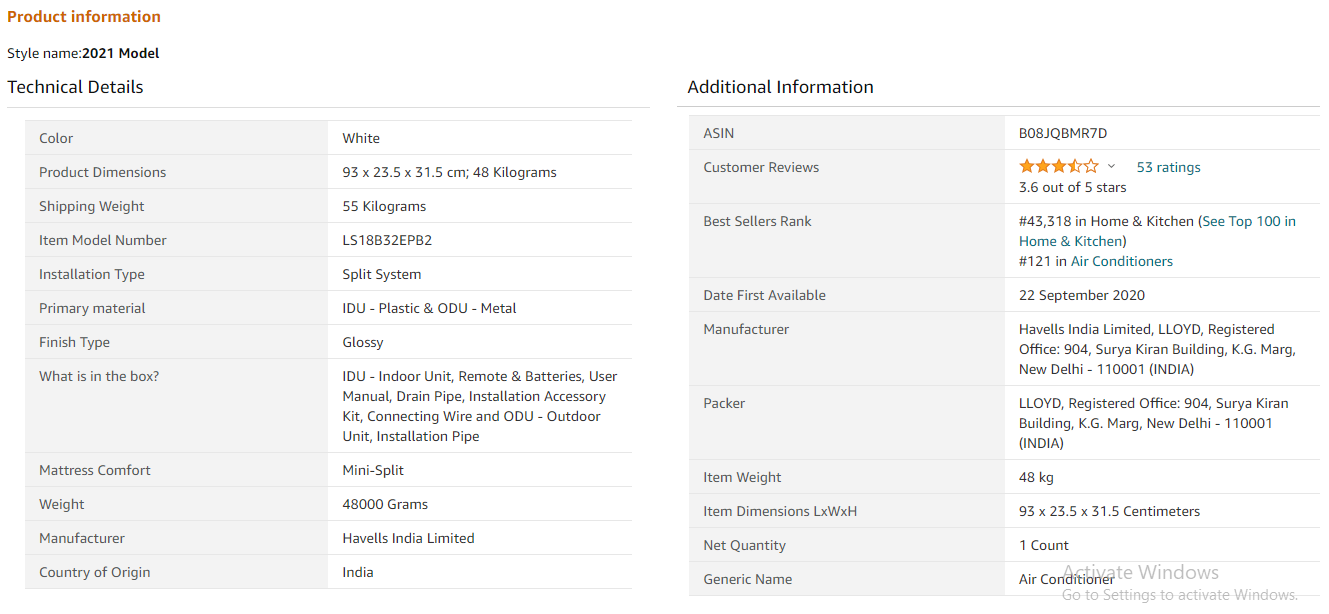 Product information
Style name:2021 Model
Technical Details
Color White
Product Dimensions 93 x 23.5 x 31.5 cm; 48 Kilograms
Shipping Weight 55 Kilograms
Item Model Number LS18B32EPB2
Installation Type Split System
Primary material IDU - Plastic & ODU - Metal
Finish Type Glossy
What is in the box? IDU - Indoor Unit, Remote & Batteries, User
Manual, Drain Pipe, Installation Accessory
Kit, Connecting Wire and ODU - Outdoor
Unit, Installation Pipe
Mattress Comfort Mini-Split
Weight 48000 Grams
Manufacturer Havells India Limited
Country of Origin India
Additional Information
ASIN B08JQBMR7D
Customer Reviews 53 ratings
3.6 out of 5 stars
Best Sellers Rank #43,318 in Home & Kitchen (See Top 100 in
Home & Kitchen)
#121 in Air Conditioners
Date First Available 22 September 2020
Manufacturer Havells India Limited, LLOYD, Registered
Office: 904, Surya Kiran Building, K.G. Marg,
New Delhi - 110001 (INDIA)
Packer LLOYD, Registered Office: 904, Surya Kiran
Building, K.G. Marg, New Delhi - 110001
(INDIA)
Item Weight 48 kg
Item Dimensions LxWxH 93 x 23.5 x 31.5 Centimeters
Net Quantity 1 Count
Generic Name Air Conditioner
Activate Windows
Go to Settings to activate Windows.